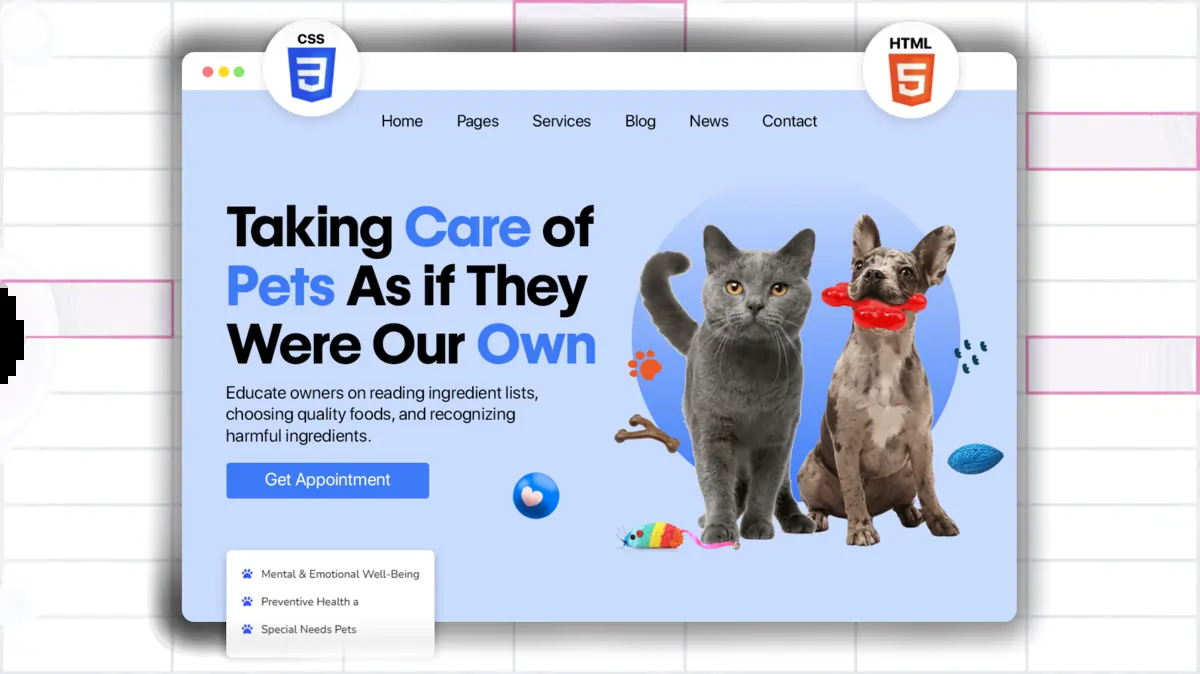 CSS
3
HTML
5
Home Pages Services Blog News Contact
Taking Care of
Pets As if They
Were Our Own
Educate owners on reading ingredient lists,
choosing quality foods, and recognizing
harmful ingredients.
Get Appointment
Mental & Emotional Well-Being
Preventive Health a
Special Needs Pets